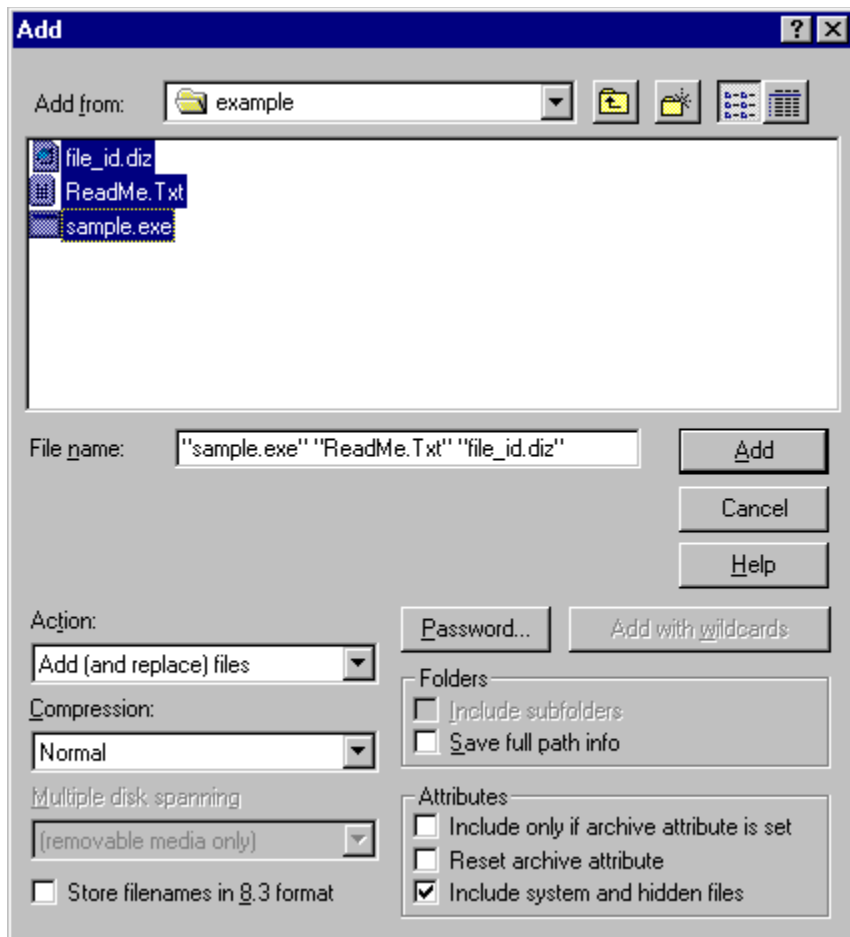 Add
Add from: example
file_id.diz
ReadMe.Txt
sample.exe
File name: "sample.exe" "ReadMe.Txt" "file_id.diz"
Add
Cancel
Help
Action:
Add (and replace) files
Compression:
Normal
Multiple disk spanning
(removable media only)
Store filenames in 8.3 format
Password... Add with wildcards
Folders
Include subfolders
Save full path info
Attributes
Include only if archive attribute is set
Reset archive attribute
Include system and hidden files